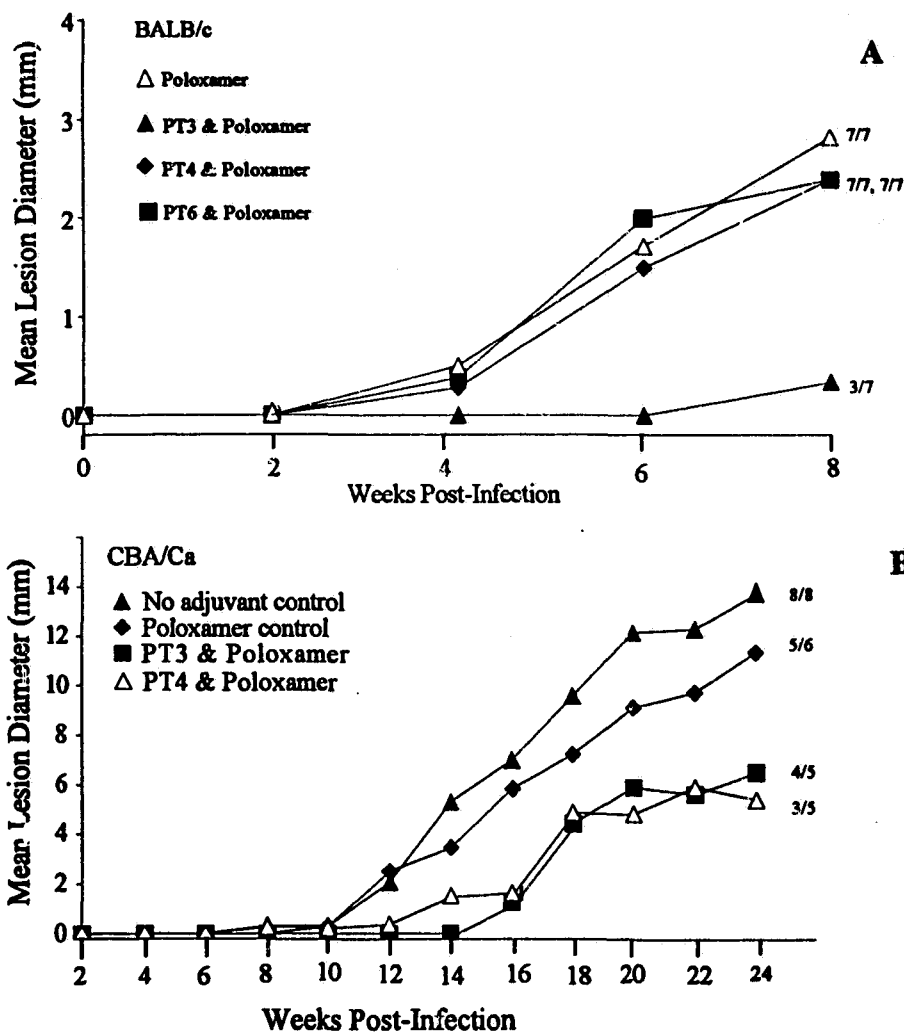 4
BALB/c
A
Mean Lesion Diameter (mm)
Poloxamer
3
PT3 & Poloxamer
7/7
PT4 & Poloxamer
7/7, 7/7
2
PT6 & Poloxamer
1
3/7
0
0 2 4 6 8
Weeks Post-Infection
CBA/Ca
B
Mean Lesion Diameter (mm)
14
No adjuvant control
8/8
12
Poloxamer control
5/6
PT3 & Poloxamer
10
PT4 & Poloxamer
8
6
4/5
3/5
4
2
0
2 4 6 8 10 12 14 16 18 20 22 24
Weeks Post-Infection